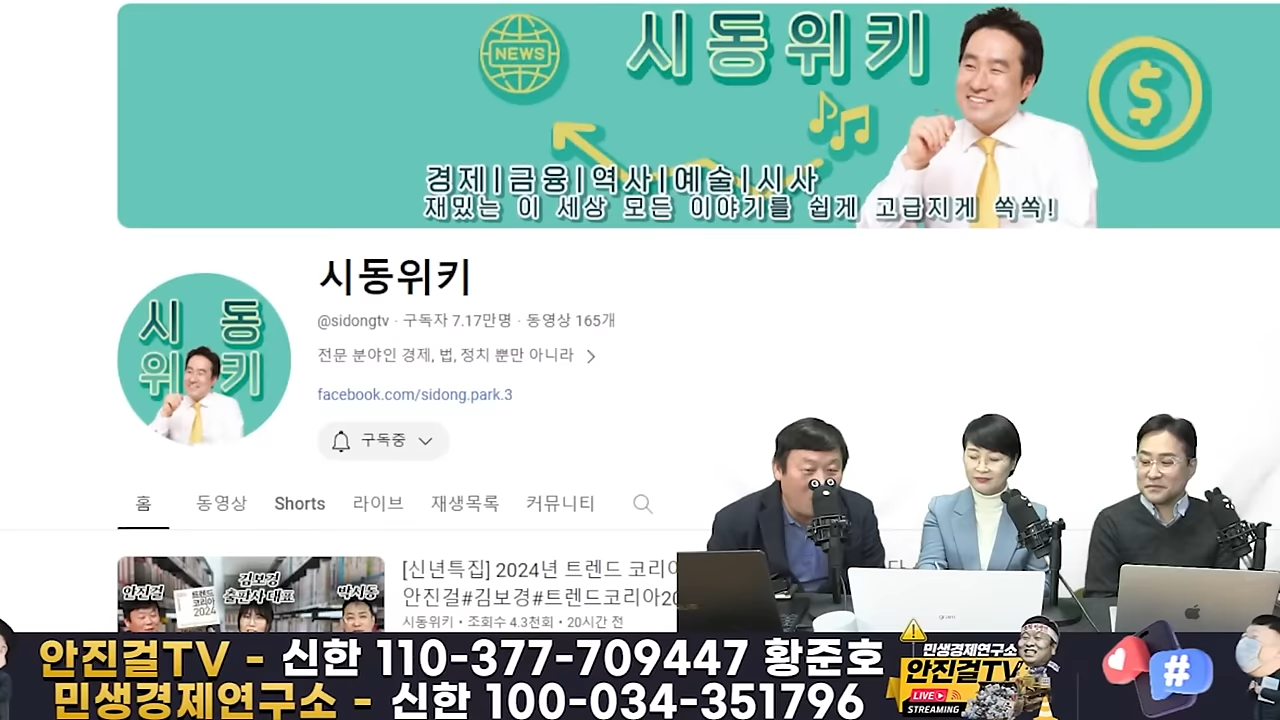 NEWS
시동위키
$
경제|금융|역사|예술|시사
재밌는 이 세상 모든 이야기를 쉽게 고급지게 쏙쏙!
시 동
위 키
시동위키
@sidongtv · 구독자 7.17만명 · 동영상 165개
전문 분야인 경제, 법, 정치 뿐만 아니라
facebook.com/sidong.park.3
구독중
홈 동영상 Shorts 라이브 재생목록 커뮤니티
안진걸 트렌드 코리아 2024 김보경 출판사 대표 박시동
[신년특집] 2024년 트렌드 코리아
안진걸#김보경#트렌드코리아20
시동위키 · 조회수 4.3천회 · 20시간 전
안진걸TV - 신한 110-377-709447 황준호
민생경제연구소 - 신한 100-034-351796
민생경제연구소
안진걸TV
LIVE
STREAMING
#
gram